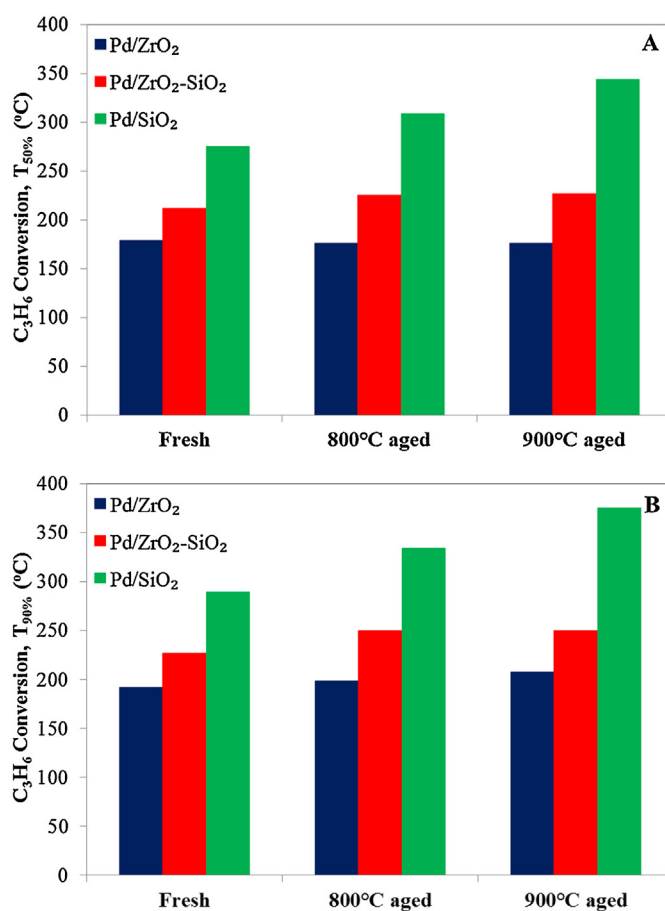 A
Pd/ZrO₂
Pd/ZrO₂-SiO₂
Pd/SiO₂
C₃H₆ Conversion, T₅₀% (°C)
400
350
300
250
200
150
100
50
0
Fresh 800°C aged 900°C aged
B
Pd/ZrO₂
Pd/ZrO₂-SiO₂
Pd/SiO₂
C₃H₆ Conversion, T₉₀% (°C)
400
350
300
250
200
150
100
50
0
Fresh 800°C aged 900°C aged